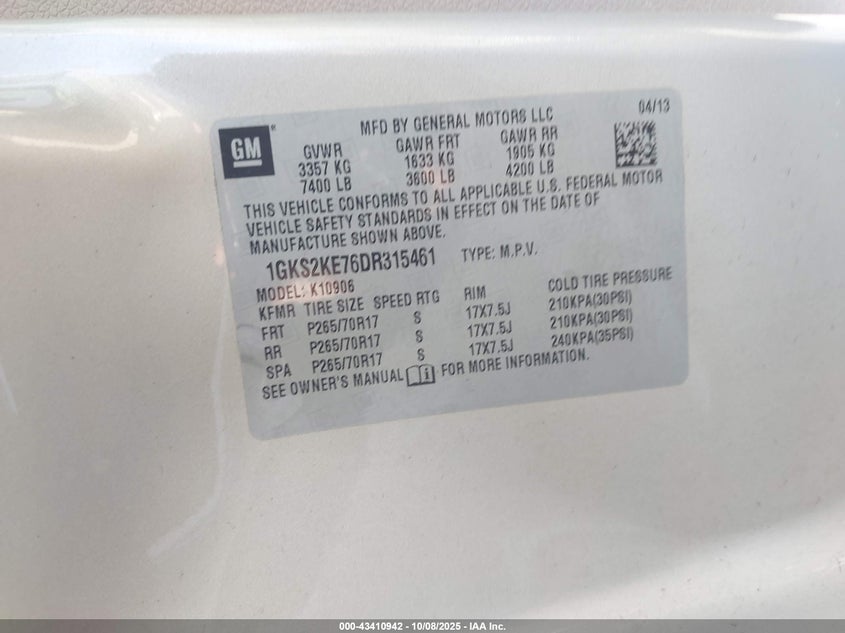 GM
®
MFD BY GENERAL MOTORS LLC 04/13
GVWR GAWR FRT GAWR RR
3357 KG 1633 KG 1905 KG
7400 LB 3600 LB 4200 LB
THIS VEHICLE CONFORMS TO ALL APPLICABLE U.S. FEDERAL MOTOR
VEHICLE SAFETY STANDARDS IN EFFECT ON THE DATE OF
MANUFACTURE SHOWN ABOVE.
1GKS2KE76DR315461 TYPE: M.P.V.
MODEL: K10906
KFMR TIRE SIZE SPEED RTG RIM COLD TIRE PRESSURE
FRT P265/70R17 S 17X7.5J 210KPA(30PSI)
RR P265/70R17 S 17X7.5J 210KPA(30PSI)
SPA P265/70R17 S 17X7.5J 240KPA(35PSI)
SEE OWNER'S MANUAL FOR MORE INFORMATION.
000-43410942 - 10/08/2025 - IAA Inc.